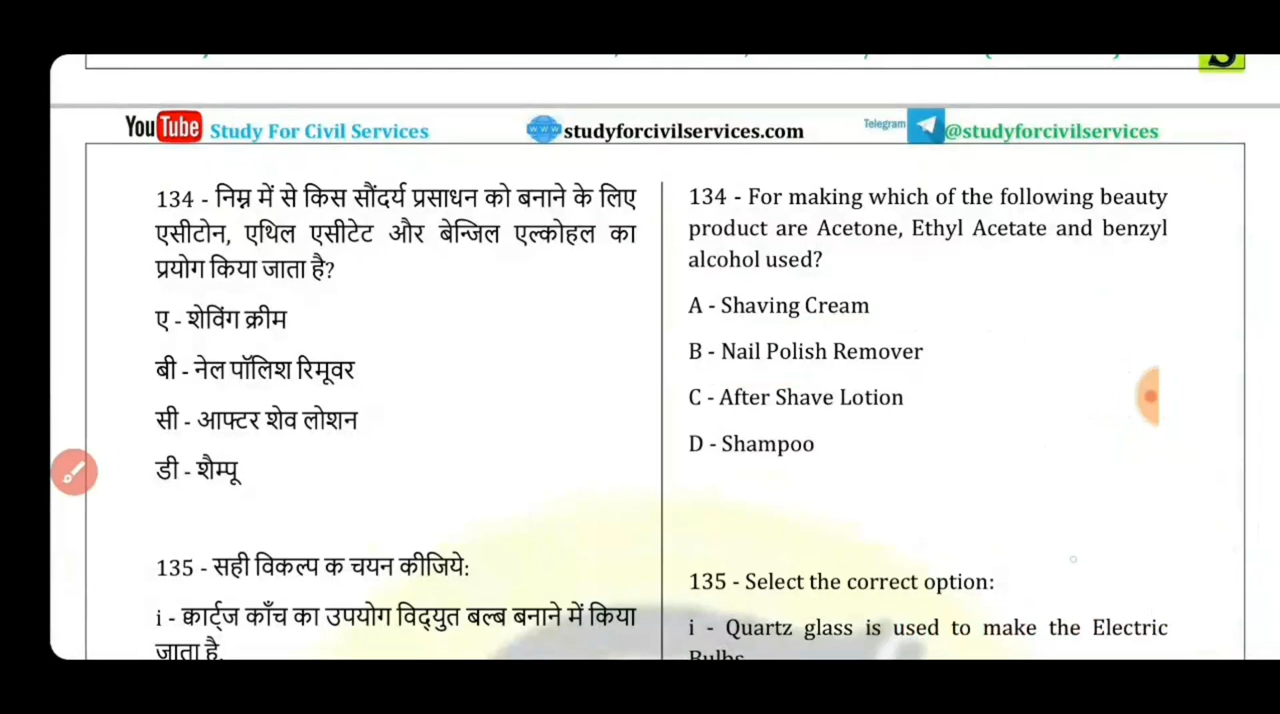 YouTube Study For Civil Services
www studyforcivilservices.com
Telegram @studyforcivilservices
134 - निम्न में से किस सौंदर्य प्रसाधन को बनाने के लिए
एसीटोन, एथिल एसीटेट और बेन्जिल एल्कोहल का
प्रयोग किया जाता है?
ए - शेविंग क्रीम
बी - नेल पॉलिश रिमूवर
सी - आफ्टर शेव लोशन
डी - शैम्पू
135 - सही विकल्प क चयन कीजिये:
i - क्वार्ट्ज काँच का उपयोग विद्युत बल्ब बनाने में किया
जाता है.
134 - For making which of the following beauty
product are Acetone, Ethyl Acetate and benzyl
alcohol used?
A - Shaving Cream
B - Nail Polish Remover
C - After Shave Lotion
D - Shampoo
135 - Select the correct option:
i - Quartz glass is used to make the Electric
Bulbs